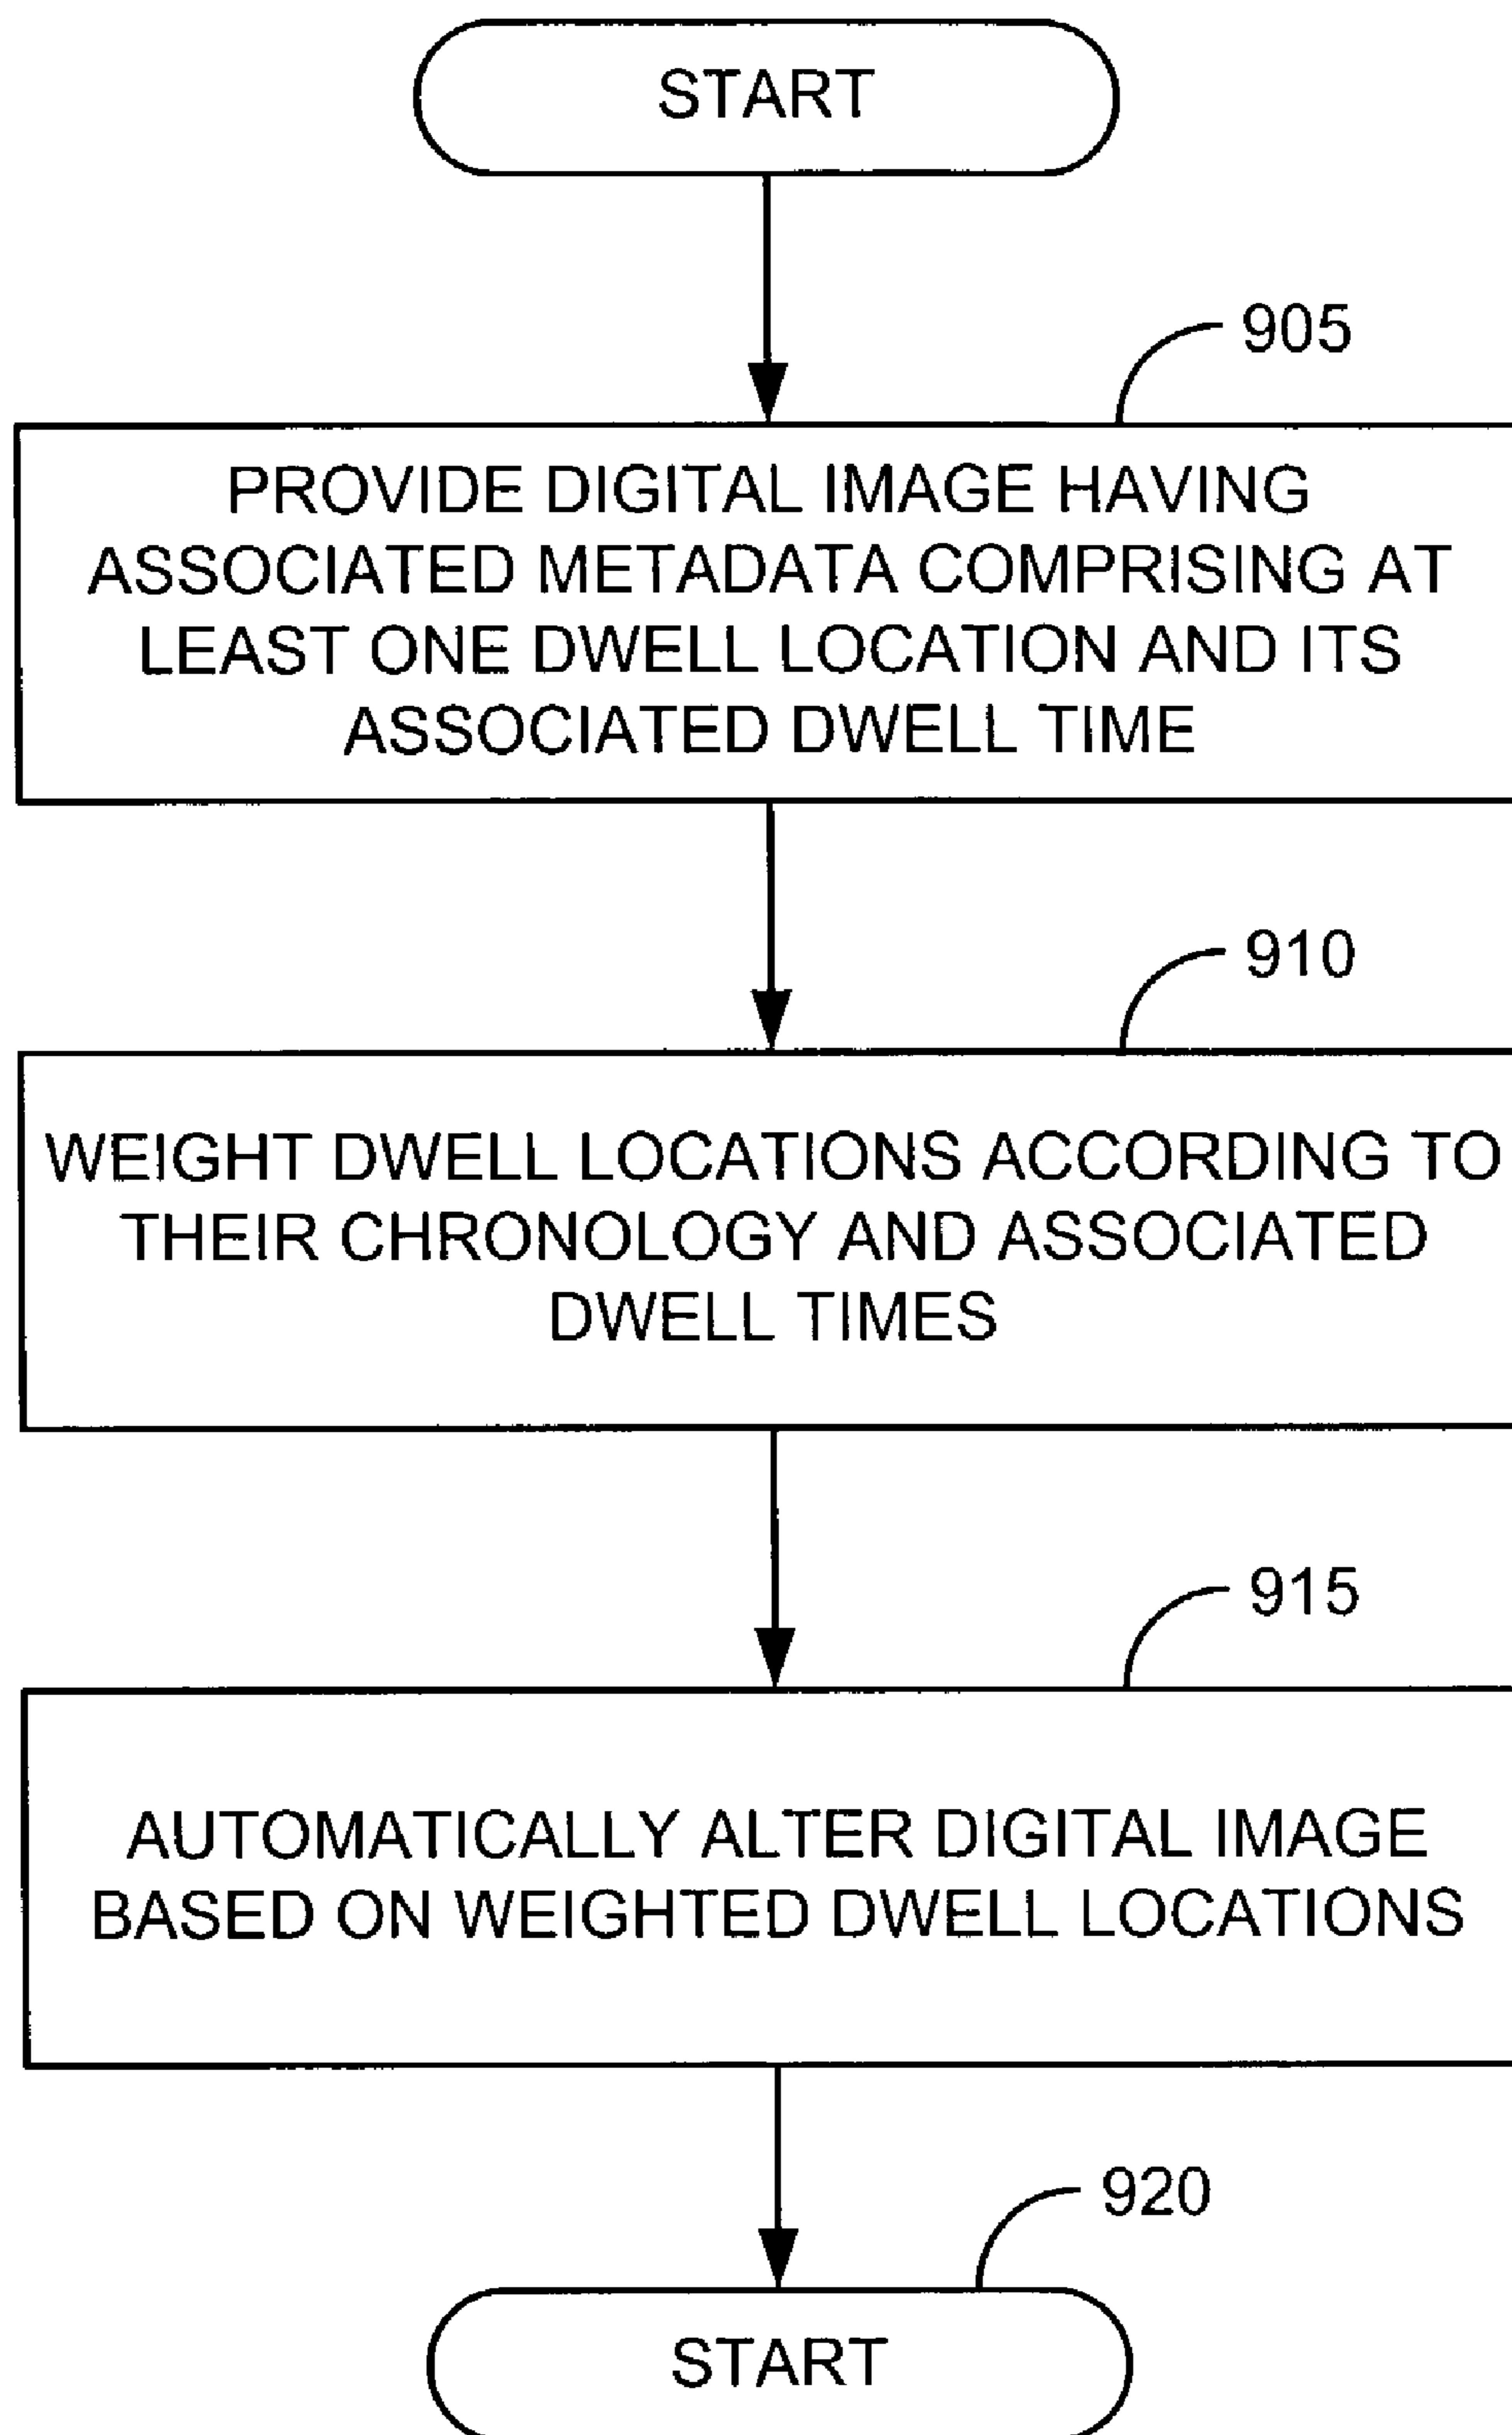 START
905
PROVIDE DIGITAL IMAGE HAVING
ASSOCIATED METADATA COMPRISING AT
LEAST ONE DWELL LOCATION AND ITS
ASSOCIATED DWELL TIME
910
WEIGHT DWELL LOCATIONS ACCORDING TO
THEIR CHRONOLOGY AND ASSOCIATED
DWELL TIMES
915
AUTOMATICALLY ALTER DIGITAL IMAGE
BASED ON WEIGHTED DWELL LOCATIONS
920
START